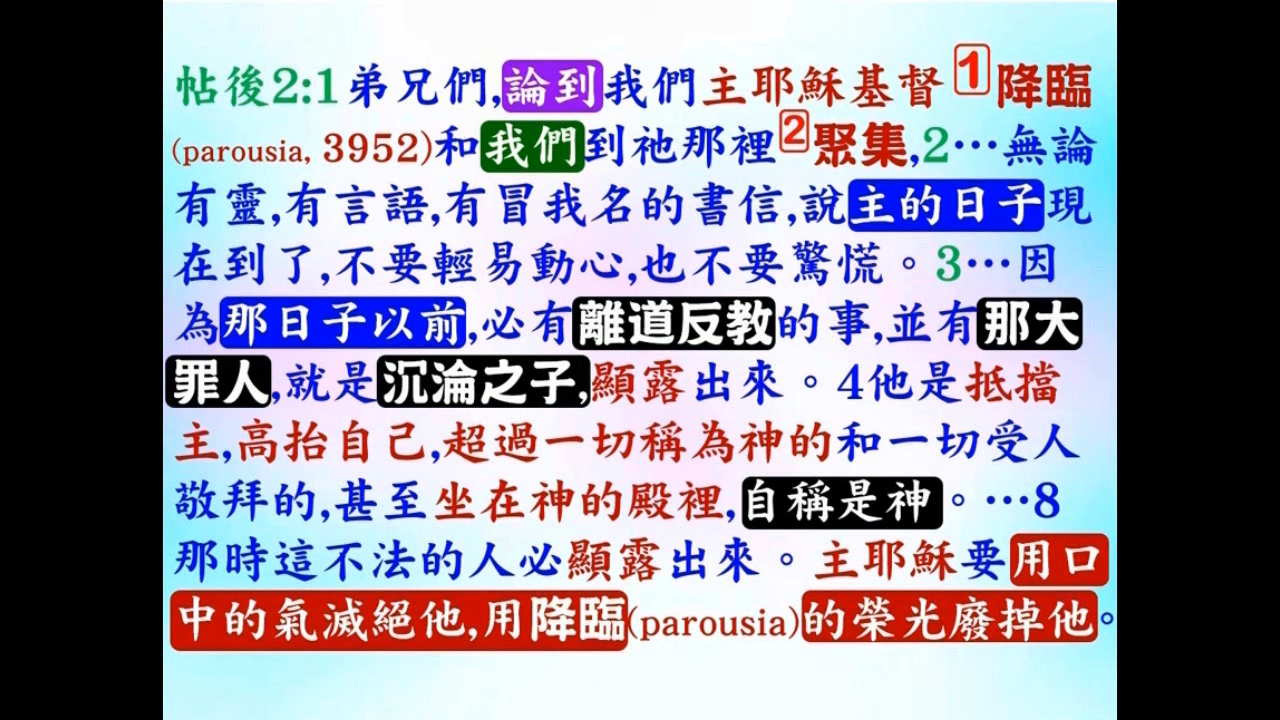 帖後2:1弟兄們,論到我們主耶穌基督1降臨
(parousia, 3952)和我們到祂那裡2聚集,2…無論
有靈,有言語,有冒我名的書信,說主的日子現
在到了,不要輕易動心,也不要驚慌。3…因
為那日子以前,必有離道反教的事,並有那大
罪人,就是沉淪之子,顯露出來。4他是抵擋
主,高抬自己,超過一切稱為神的和一切受人
敬拜的,甚至坐在神的殿裡,自稱是神。…8
那時這不法的人必顯露出來。主耶穌要用口
中的氣滅絕他,用降臨(parousia)的榮光廢掉他。